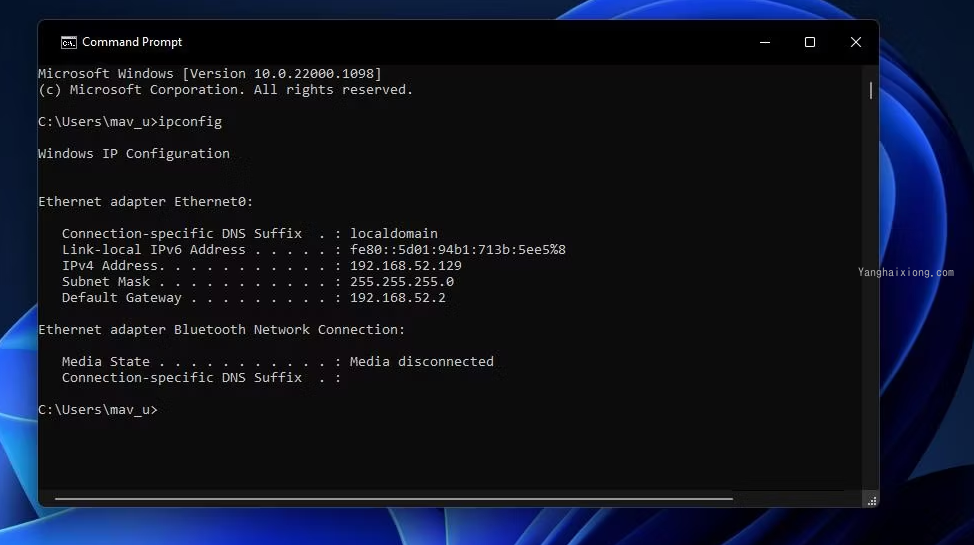 Command Prompt
Microsoft Windows [Version 10.0.22000.1098]
(c) Microsoft Corporation. All rights reserved.
C:\Users\mav_u>ipconfig
Windows IP Configuration
Ethernet adapter Ethernet0:
Connection-specific DNS Suffix  . : localdomain
Link-local IPv6 Address . . . . . : fe80::5d01:94b1:713b:5ee5%8
IPv4 Address. . . . . . . . . . . : 192.168.52.129
Subnet Mask . . . . . . . . . . . : 255.255.255.0
Default Gateway . . . . . . . . . : 192.168.52.2
Ethernet adapter Bluetooth Network Connection:
Media State . . . . . . . . . . . : Media disconnected
Connection-specific DNS Suffix  . :
C:\Users\mav_u>
Yanghaixiong.com